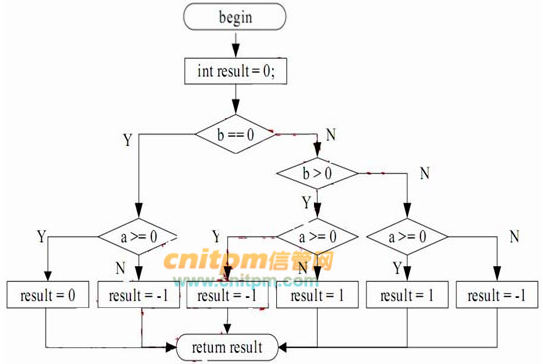 begin
int result = 0;
b == 0
Y
N
b > 0
Y
N
a >= 0
a >= 0
a >= 0
Y
N
Y
N
Y
N
cnitpm信管网
www.cnitpm.com
result = 0
result = -1
result = -1
result = 1
result = 1
result = -1
return result